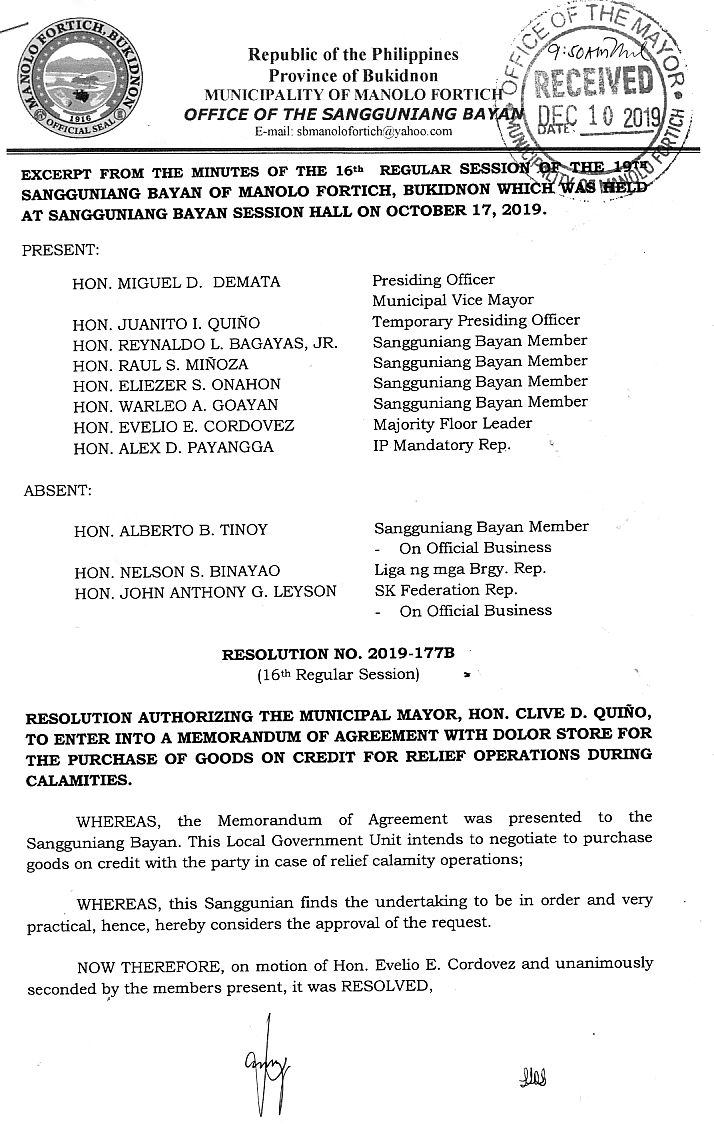 MANOLO FORTICH, BUKIDNON
1916
OFFICIAL SEAL
Republic of the Philippines
Province of Bukidnon
MUNICIPALITY OF MANOLO FORTICH
OFFICE OF THE SANGGUNIANG BAYAN
E-mail: sbmanolofortich@yahoo.com
OFFICE OF THE MAYOR
9:50AM
RECEIVED
DEC 10 2019
DATE:
MUNICIPALITY OF MANOLO FORTICH
EXCERPT FROM THE MINUTES OF THE 16th REGULAR SESSION OF THE 19TH
SANGGUNIANG BAYAN OF MANOLO FORTICH, BUKIDNON WHICH WAS HELD
AT SANGGUNIANG BAYAN SESSION HALL ON OCTOBER 17, 2019.
PRESENT:
HON. MIGUEL D. DEMATA Presiding Officer
Municipal Vice Mayor
HON. JUANITO I. QUIÑO Temporary Presiding Officer
HON. REYNALDO L. BAGAYAS, JR. Sangguniang Bayan Member
HON. RAUL S. MIÑOZA Sangguniang Bayan Member
HON. ELIEZER S. ONAHON Sangguniang Bayan Member
HON. WARLEO A. GOAYAN Sangguniang Bayan Member
HON. EVELIO E. CORDOVEZ Majority Floor Leader
HON. ALEX D. PAYANGGA IP Mandatory Rep.
ABSENT:
HON. ALBERTO B. TINOY Sangguniang Bayan Member
- On Official Business
HON. NELSON S. BINAYAO Liga ng mga Brgy. Rep.
HON. JOHN ANTHONY G. LEYSON SK Federation Rep.
- On Official Business
RESOLUTION NO. 2019-177B
(16th Regular Session)
RESOLUTION AUTHORIZING THE MUNICIPAL MAYOR, HON. CLIVE D. QUIÑO,
TO ENTER INTO A MEMORANDUM OF AGREEMENT WITH DOLOR STORE FOR
THE PURCHASE OF GOODS ON CREDIT FOR RELIEF OPERATIONS DURING
CALAMITIES.
WHEREAS, the Memorandum of Agreement was presented to the
Sangguniang Bayan. This Local Government Unit intends to negotiate to purchase
goods on credit with the party in case of relief calamity operations;
WHEREAS, this Sanggunian finds the undertaking to be in order and very
practical, hence, hereby considers the approval of the request.
NOW THEREFORE, on motion of Hon. Evelio E. Cordovez and unanimously
seconded by the members present, it was RESOLVED,